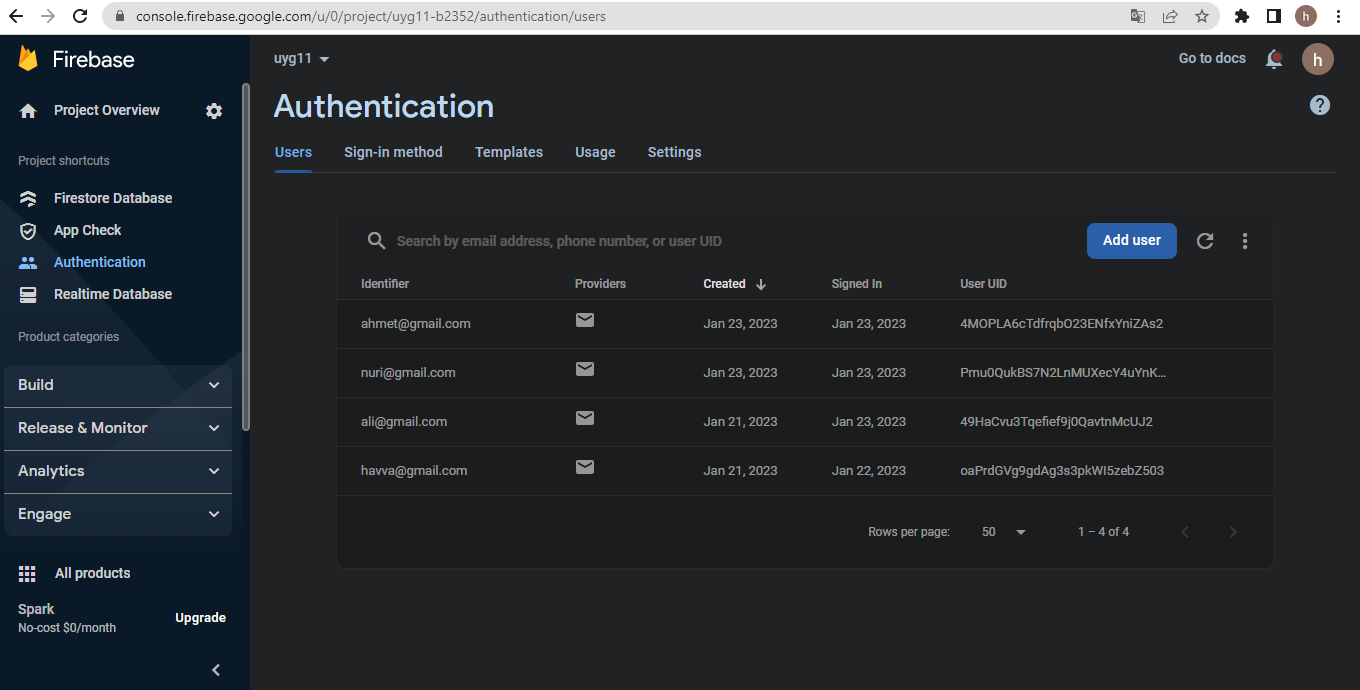 console.firebase.google.com/u/0/project/uyg11-b2352/authentication/users
h
Firebase
uyg11
Go to docs
h
Project Overview
Authentication
Project shortcuts
Users Sign-in method Templates Usage Settings
Firestore Database
App Check
Authentication
Realtime Database
Search by email address, phone number, or user UID Add user
Identifier Providers Created Signed In User UID
ahmet@gmail.com Jan 23, 2023 Jan 23, 2023 4MOPLA6cTdfrqbO23ENfxYniZAs2
nuri@gmail.com Jan 23, 2023 Jan 23, 2023 Pmu0QukBS7N2LnMUXecY4uYnK...
ali@gmail.com Jan 21, 2023 Jan 23, 2023 49HaCvu3Tqefief9j0QavtnMcUJ2
havva@gmail.com Jan 21, 2023 Jan 22, 2023 oaPrdGVg9gdAg3s3pkWI5zebZ503
Rows per page: 50 1 – 4 of 4
Product categories
Build
Release & Monitor
Analytics
Engage
All products
Spark
No-cost $0/month
Upgrade